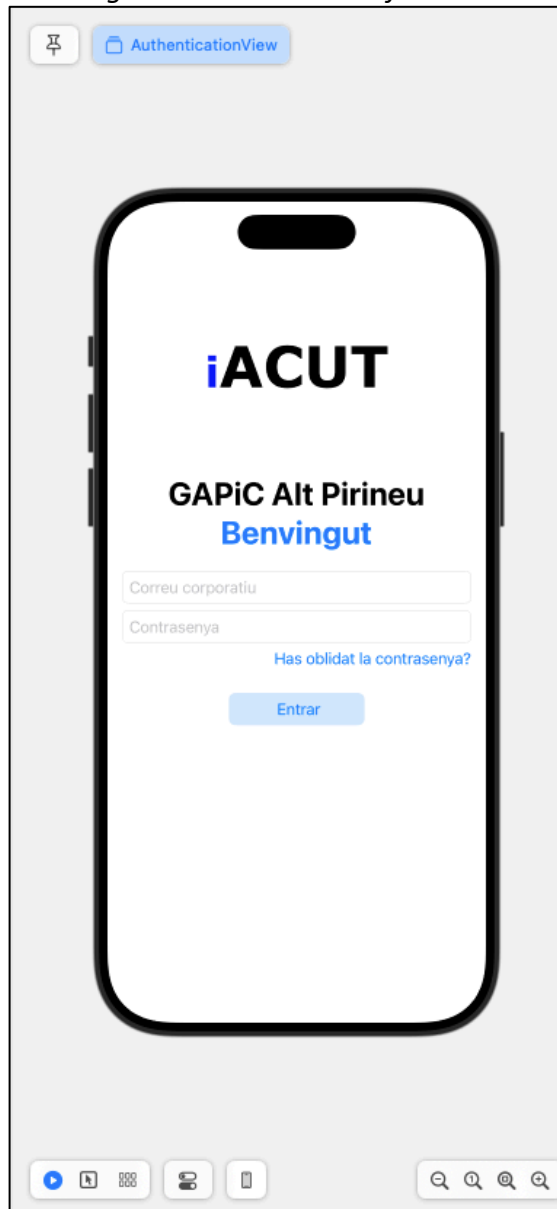 AuthenticationView
iACUT
GAPiC Alt Pirineu
Benvingut
Correu corporatiu
Contrasenya
Has oblidat la contrasenya?
Entrar